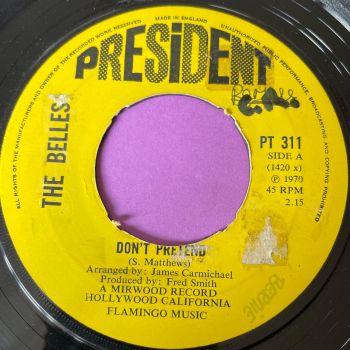 MADE IN ENGLAND
ALL RIGHTS OF THE MANUFACTURERS AND OWNER OF THE RECORDED WORK RESERVED
UNAUTHORISED PUBLIC PERFORMANCE, BROADCASTING AND COPYING PROHIBITED
PRESIDENT
THE BELLES
PT 311
SIDE A
(1420 x)
℗ 1970
45 RPM
2.15
DON'T PRETEND
(S. Matthews)
Arranged by: James Carmichael
Produced by: Fred Smith
A MIRWOOD RECORD
HOLLYWOOD CALIFORNIA
FLAMINGO MUSIC